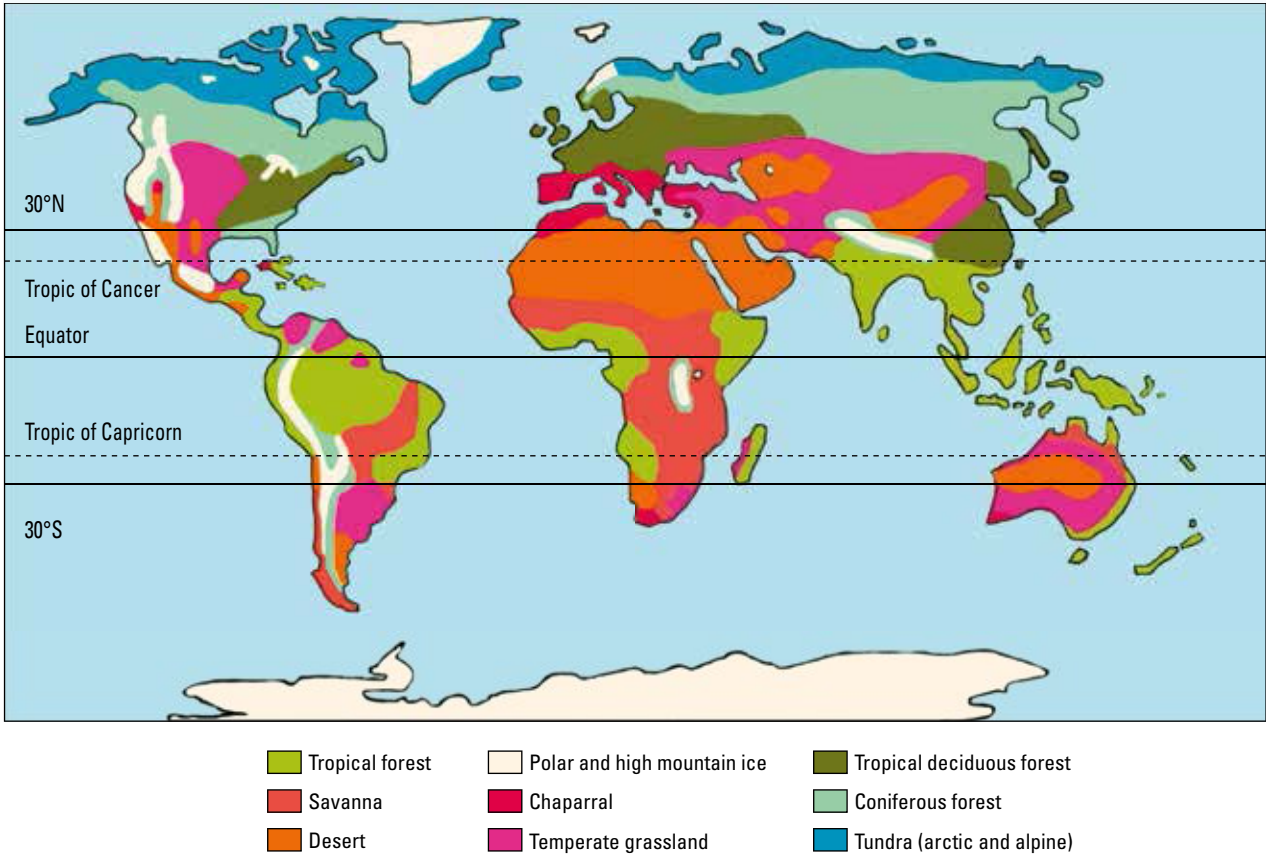 30°N
Tropic of Cancer
Equator
Tropic of Capricorn
30°S
Tropical forest
Polar and high mountain ice
Tropical deciduous forest
Savanna
Chaparral
Coniferous forest
Desert
Temperate grassland
Tundra (arctic and alpine)